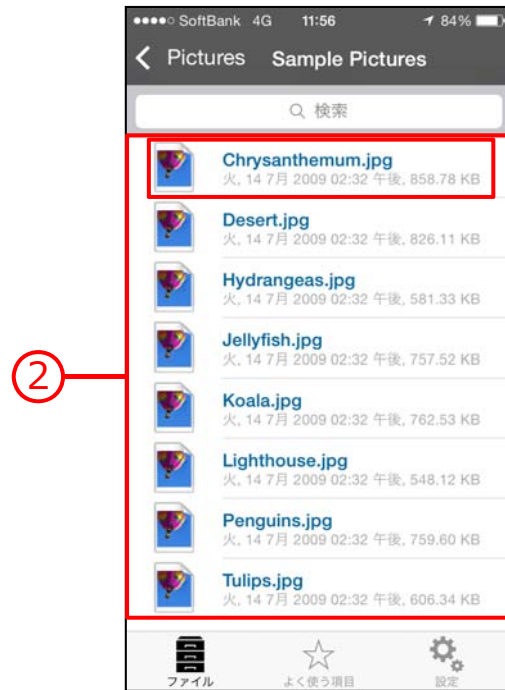 SoftBank 4G 11:56 84%
Pictures Sample Pictures
検索
Chrysanthemum.jpg
火, 14 7月 2009 02:32 午後, 858.78 KB
Desert.jpg
火, 14 7月 2009 02:32 午後, 826.11 KB
Hydrangeas.jpg
火, 14 7月 2009 02:32 午後, 581.33 KB
Jellyfish.jpg
火, 14 7月 2009 02:32 午後, 757.52 KB
②
Koala.jpg
火, 14 7月 2009 02:32 午後, 762.53 KB
Lighthouse.jpg
火, 14 7月 2009 02:32 午後, 548.12 KB
Penguins.jpg
火, 14 7月 2009 02:32 午後, 759.60 KB
Tulips.jpg
火, 14 7月 2009 02:32 午後, 606.34 KB
ファイル よく使う項目 設定